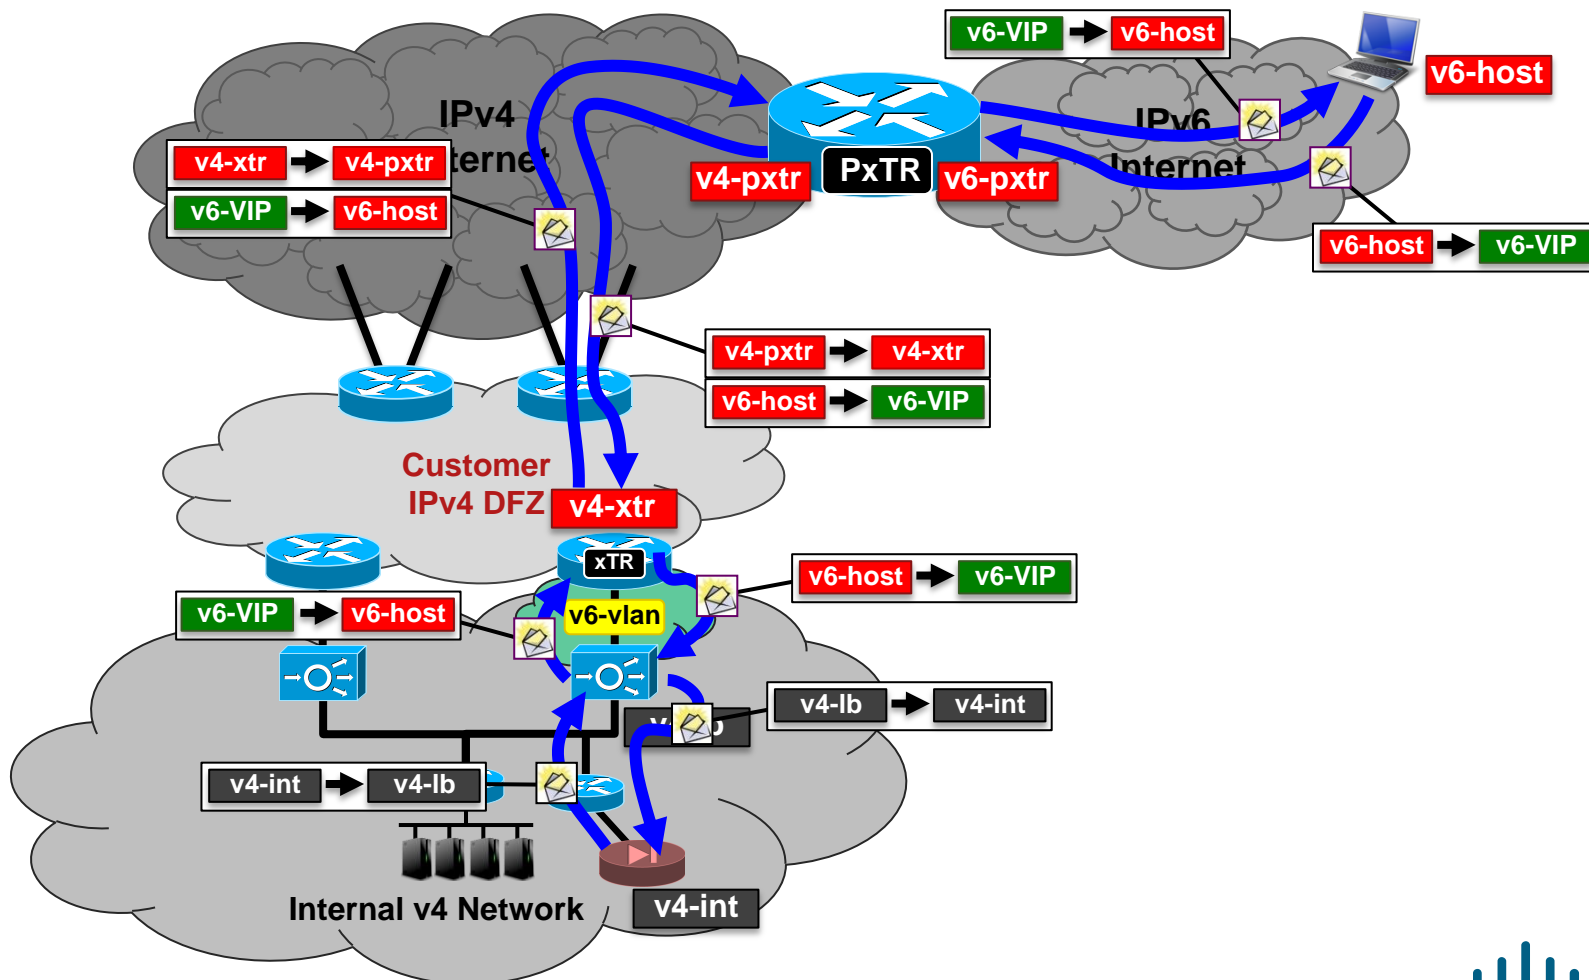 v6-VIP v6-host
v6-host
IPv4
IPv6
Internet
v4-xtr v4-pxtr
v6-VIP v6-host
v4-pxtr PxTR v6-pxtr
v6-host v6-VIP
v4-pxtr v4-xtr
v6-host v6-VIP
Customer
IPv4 DFZ
v4-xtr
xTR
v6-host v6-VIP
v6-VIP v6-host
v6-vlan
v4-lb v4-int
v4-int v4-lb
Internal v4 Network
v4-int